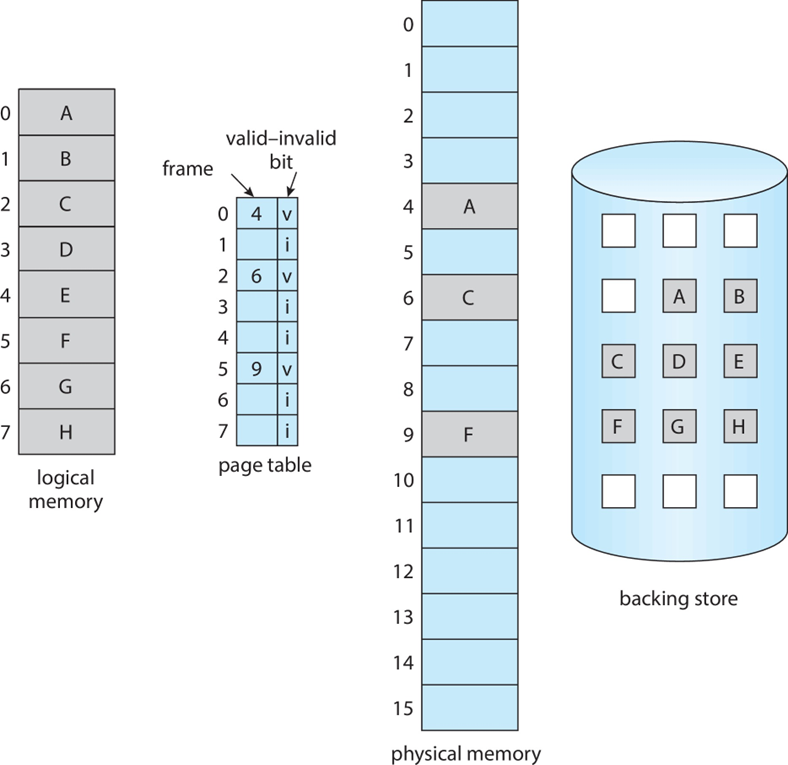 0 A
1 B
2 C
3 D
4 E
5 F
6 G
7 H
logical
memory
valid–invalid
bit
frame
0 4 v
1 i
2 6 v
3 i
4 i
5 9 v
6 i
7 i
page table
0
1
2
3
4 A
5
6 C
7
8
9 F
10
11
12
13
14
15
physical memory
A B
C D E
F G H
backing store